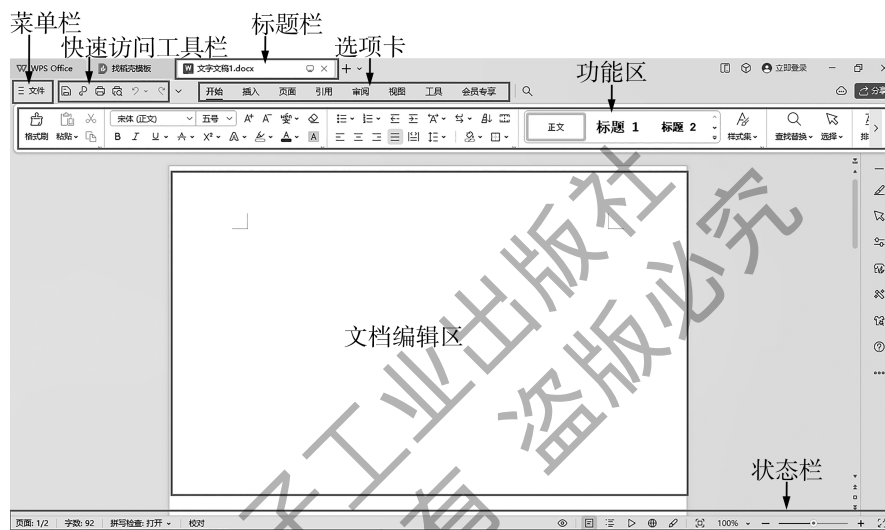 菜单栏
快速访问工具栏
标题栏
选项卡
功能区
WPS Office 找稻壳模板 文字文稿1.docx 立即登录
文件 开始 插入 页面 引用 审阅 视图 工具 会员专享 分享
宋体 (正文) 五号 A+ A-
格式刷 粘贴 B I U A X² A A A 正文 标题 1 标题 2 样式集 查找替换 选择 排
文档编辑区
电子工业出版社
有 盗版必究
状态栏
页面: 1/2 字数: 92 拼写检查: 打开 校对 100%